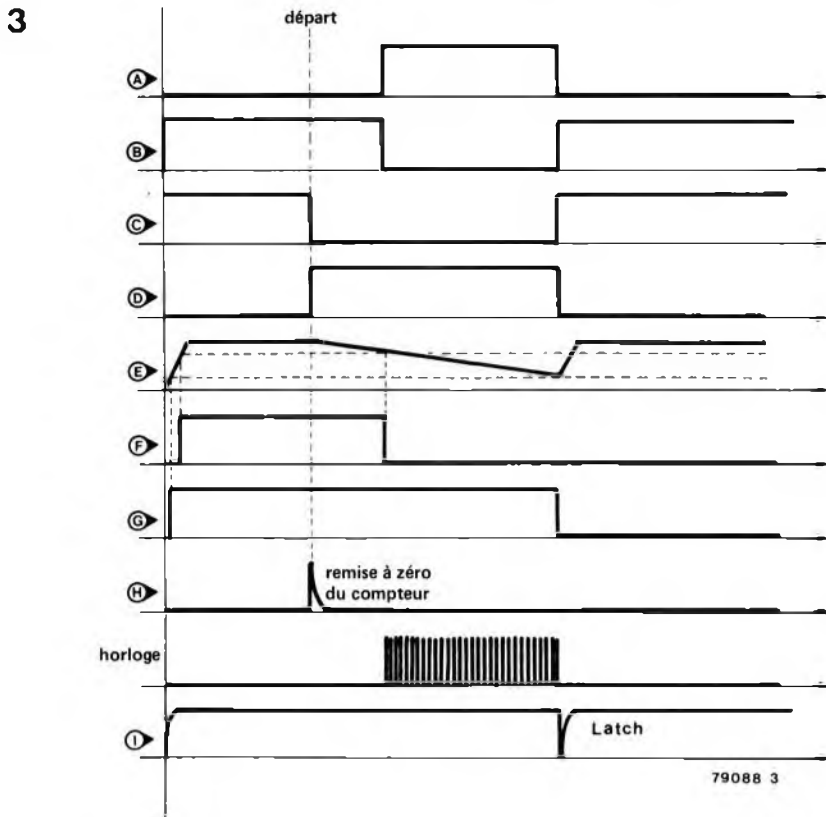 3
départ
A
B
C
D
E
F
G
H
remise à zéro
du compteur
horloge
I
Latch
79088 3